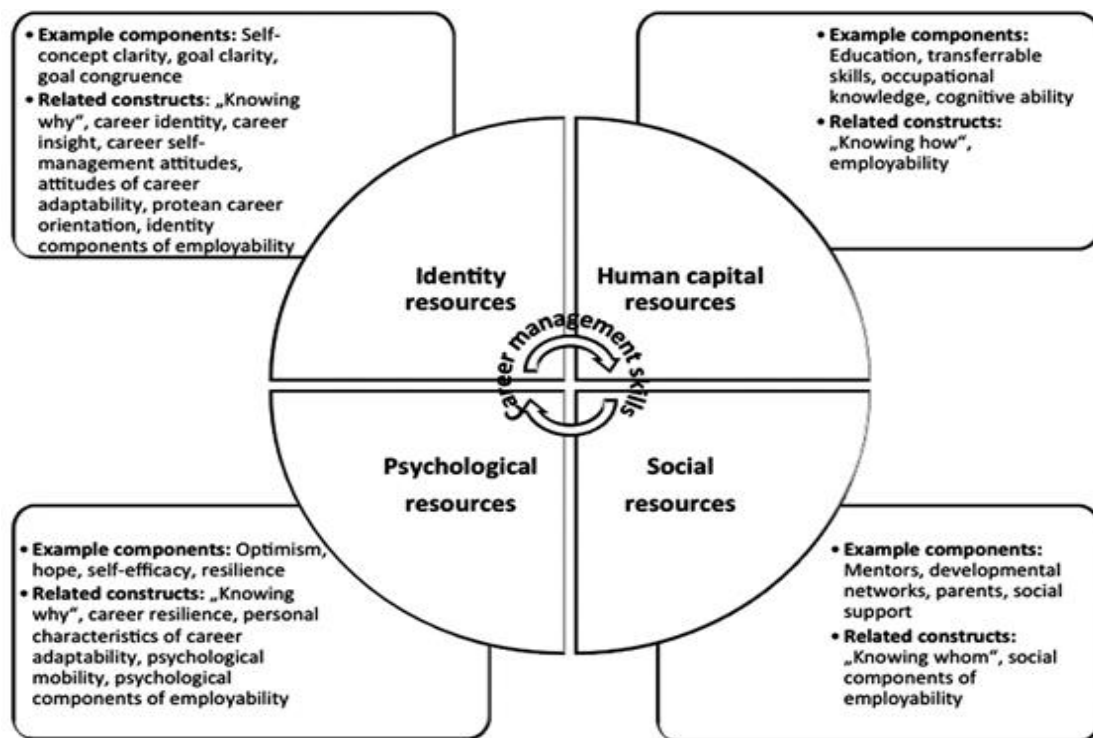 • Example components: Self-
concept clarity, goal clarity,
goal congruence
• Related constructs: „Knowing
why“, career identity, career
insight, career self-
management attitudes,
attitudes of career
adaptability, protean career
orientation, identity
components of employability
• Example components:
Education, transferrable
skills, occupational
knowledge, cognitive ability
• Related constructs:
„Knowing how“,
employability
Identity
resources
Human capital
resources
Career management skills
Psychological
resources
Social
resources
• Example components: Optimism,
hope, self-efficacy, resilience
• Related constructs: „Knowing
why“, career resilience, personal
characteristics of career
adaptability, psychological
mobility, psychological
components of employability
• Example components:
Mentors, developmental
networks, parents, social
support
• Related constructs:
„Knowing whom“, social
components of
employability